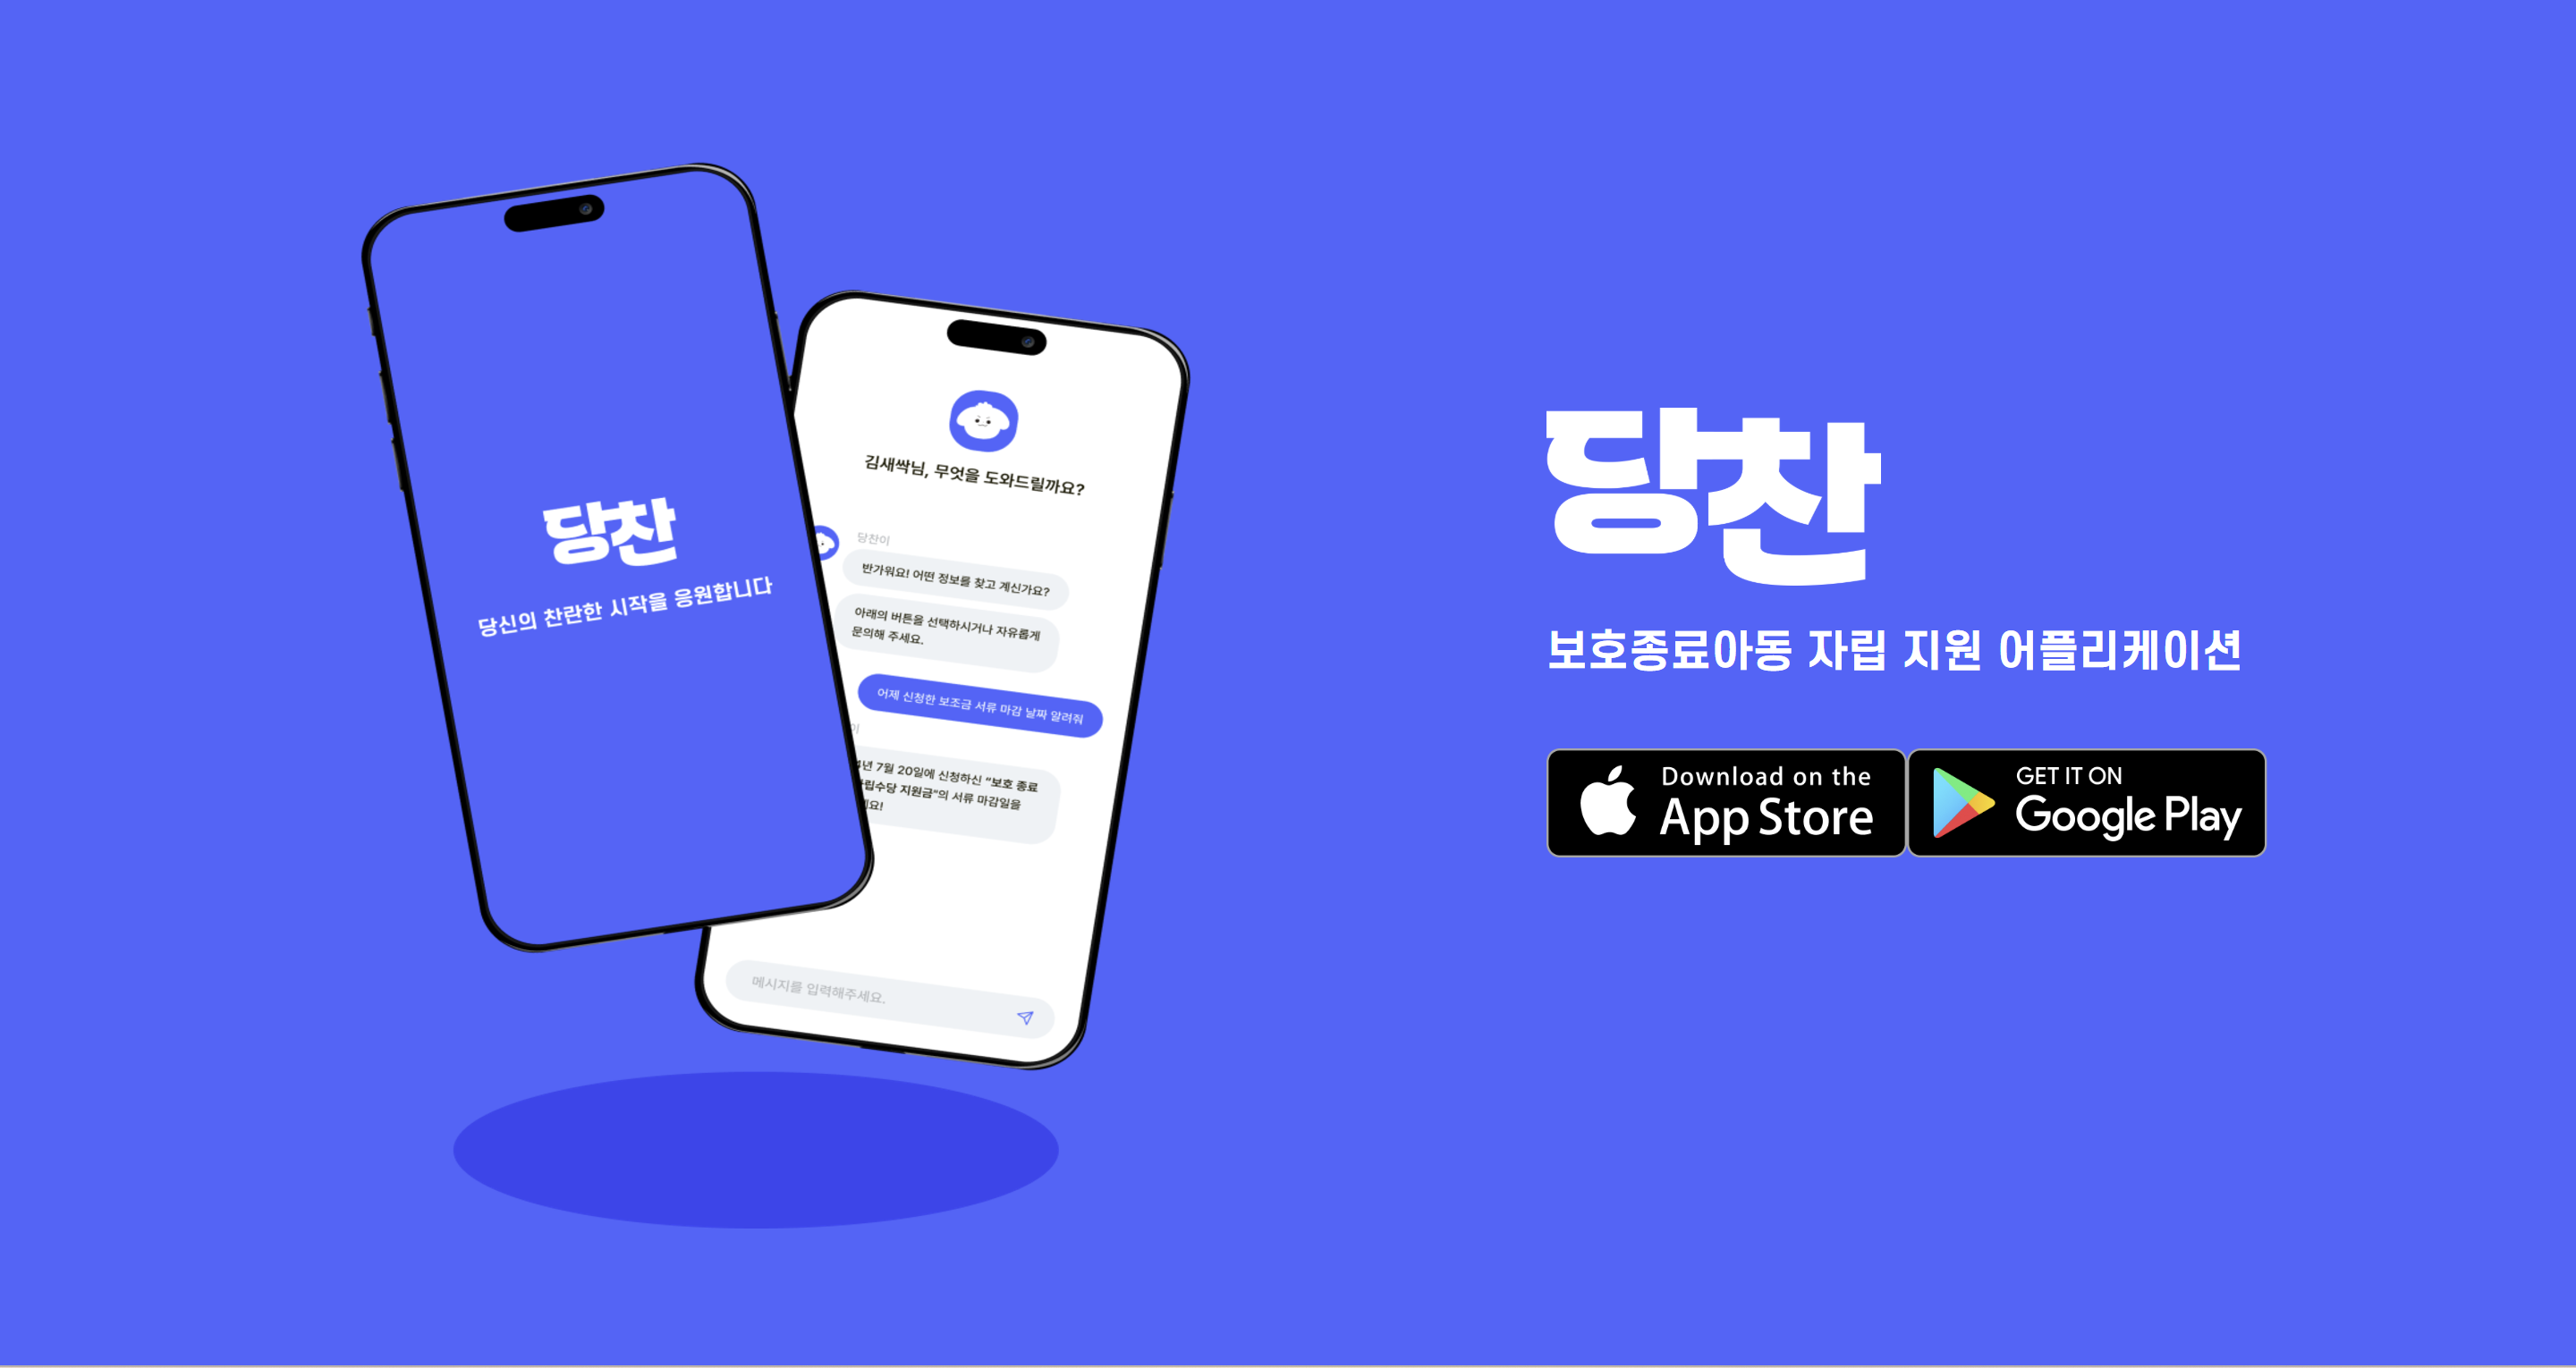 당찬
당신의 찬란한 시작을 응원합니다
김새싹님, 무엇을 도와드릴까요?
당찬이
반가워요! 어떤 정보를 찾고 계신가요?
아래의 버튼을 선택하시거나 자유롭게
문의해 주세요.
어제 신청한 보조금 서류 마감 날짜 알려줘
이
4년 7월 20일에 신청하신 “보호 종료
자립수당 지원금"의 서류 마감일을
메시지를 입력해주세요.
당찬
보호종료아동 자립 지원 어플리케이션
Download on the
App Store
GET IT ON
Google Play